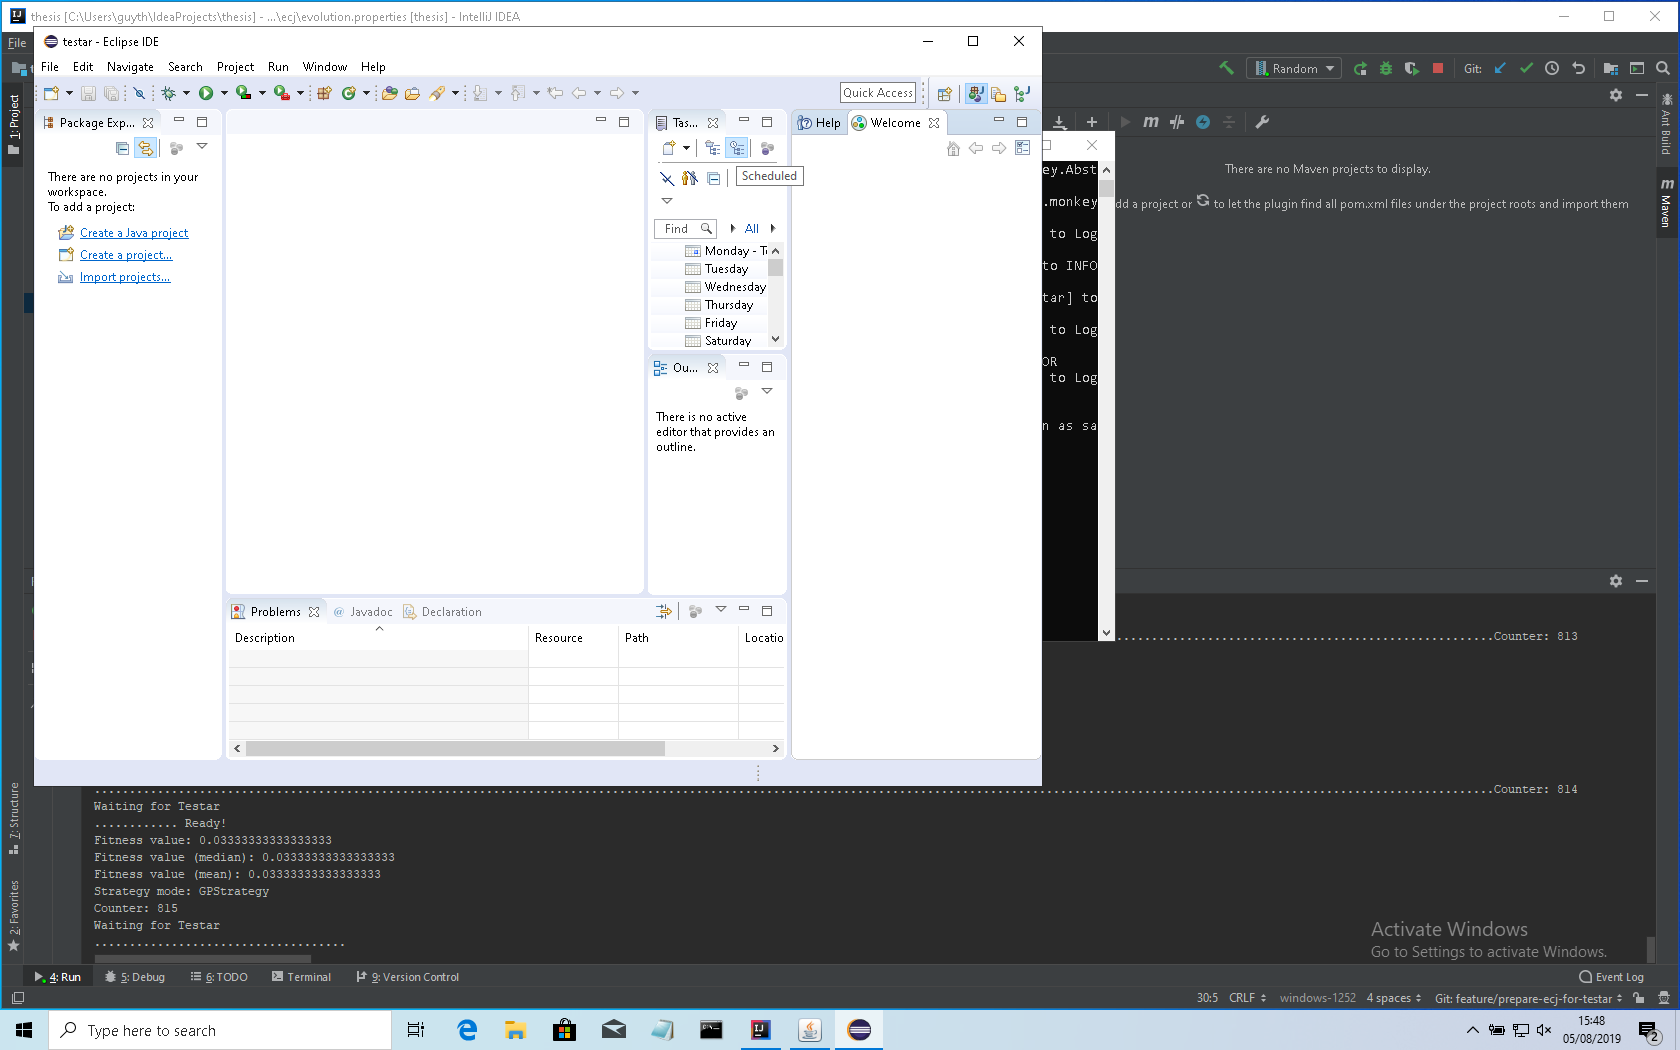 thesis [C:\Users\guyth\IdeaProjects\thesis] - ...\ecj\evolution.properties [thesis] - IntelliJ IDEA
File
testar - Eclipse IDE
File Edit Navigate Search Project Run Window Help
Quick Access
Random
Git:
1: Project
Package Exp...
There are no projects in your
workspace.
To add a project:
Create a Java project
Create a project...
Import projects...
Tas...
Scheduled
Find
All
Monday - T
Tuesday
Wednesday
Thursday
Friday
Saturday
Ou...
There is no active
editor that provides an
outline.
Help
Welcome
ey.Abst
.monkey
to Log
to INFO
tar] to
to Log
OR
to Log
n as sa
There are no Maven projects to display.
dd a project or to let the plugin find all pom.xml files under the project roots and import them
Ant Build
Maven
Problems
Javadoc
Declaration
Description Resource Path Locatio
Counter: 813
Counter: 814
Waiting for Testar
............ Ready!
Fitness value: 0.03333333333333333
Fitness value (median): 0.03333333333333333
Fitness value (mean): 0.03333333333333333
Strategy mode: GPStrategy
Counter: 815
Waiting for Testar
....................................
7: Structure
2: Favorites
Activate Windows
Go to Settings to activate Windows.
4: Run
5: Debug
6: TODO
Terminal
9: Version Control
Event Log
30:5 CRLF windows-1252 4 spaces Git: feature/prepare-ecj-for-testar
Type here to search
15:48
05/08/2019
2